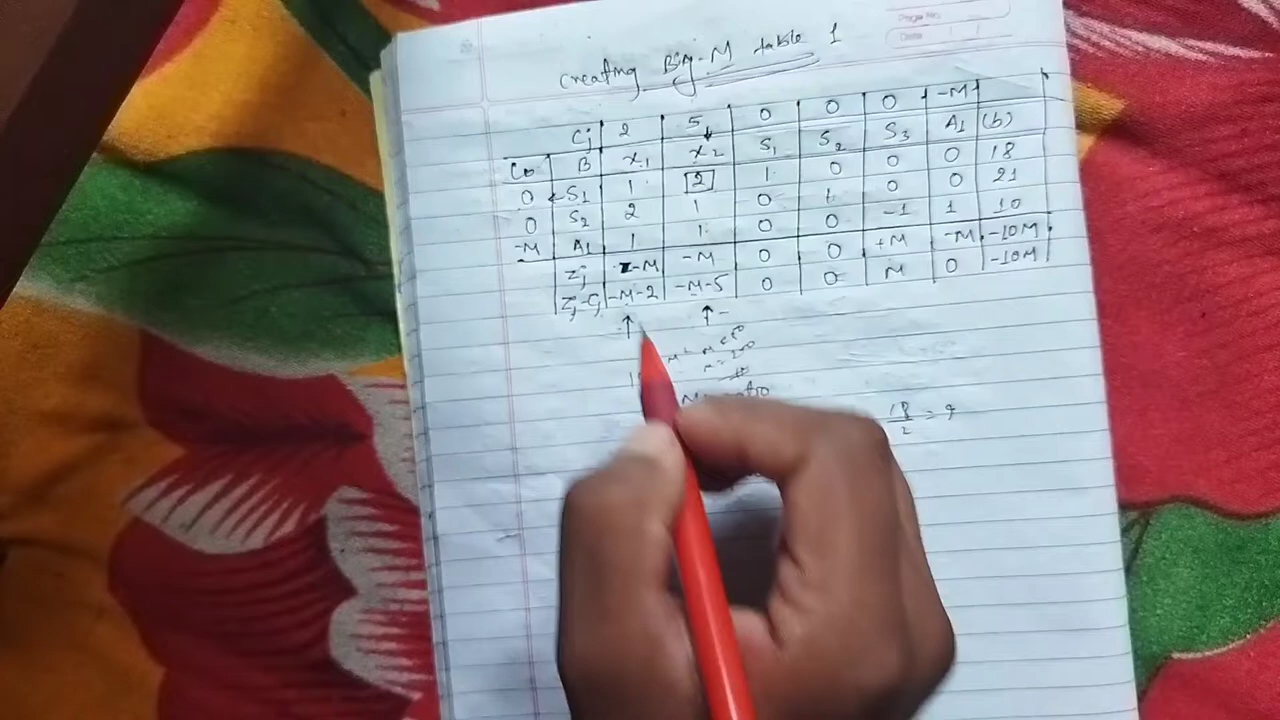 Page No.
Date
Creating Big-M table 1
Cj 2 5 0 0 0 -M
B x1 x2 S1 S2 S3 A1 (b)
0 S1 1 2 1 0 0 0 18
0 S2 2 1 0 1 0 0 21
-M A1 1 1 0 0 -1 1 10
Zj -M -M 0 0 +M -M -10M
Zj-Cj -M-2 -M-5 0 0 M 0 -10M
18/2 = 9